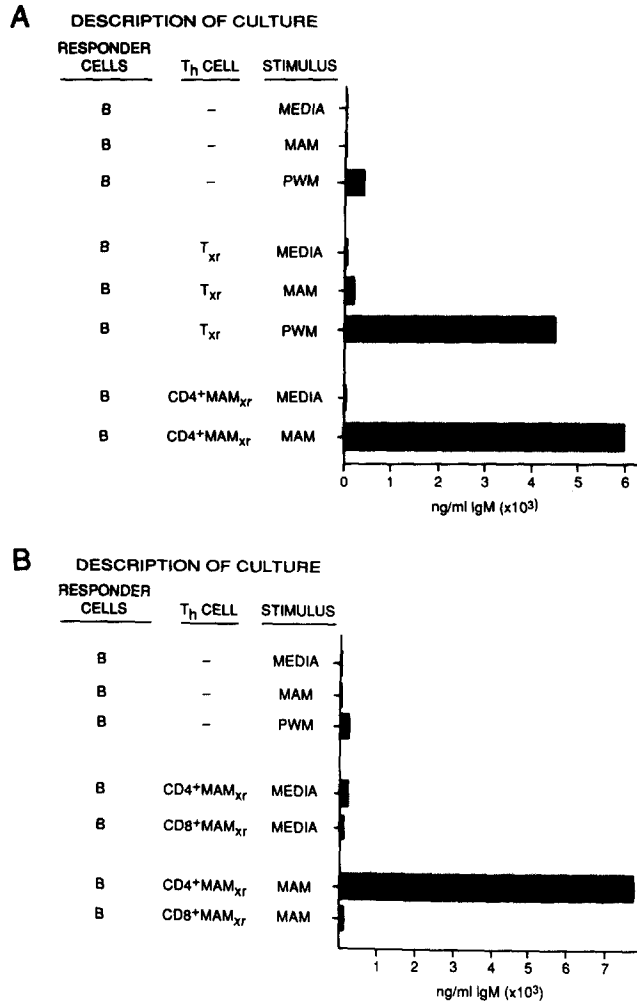 A DESCRIPTION OF CULTURE
RESPONDER CELLS Th CELL STIMULUS
B – MEDIA
B – MAM
B – PWM
B Txr MEDIA
B Txr MAM
B Txr PWM
B CD4+MAMxr MEDIA
B CD4+MAMxr MAM
0 1 2 3 4 5 6
ng/ml IgM (x10³)
B DESCRIPTION OF CULTURE
RESPONDER CELLS Th CELL STIMULUS
B – MEDIA
B – MAM
B – PWM
B CD4+MAMxr MEDIA
B CD8+MAMxr MEDIA
B CD4+MAMxr MAM
B CD8+MAMxr MAM
1 2 3 4 5 6 7
ng/ml IgM (x10³)